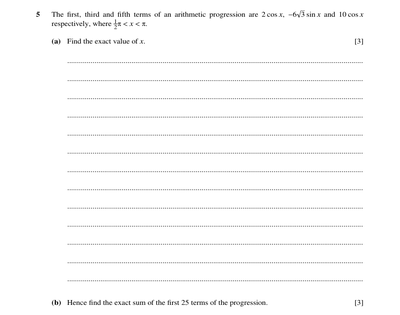 5 The first, third and fifth terms of an arithmetic progression are 2 cos x, −6√3 sin x and 10 cos x
respectively, where ½π < x < π.
(a) Find the exact value of x. [3]
(b) Hence find the exact sum of the first 25 terms of the progression. [3]